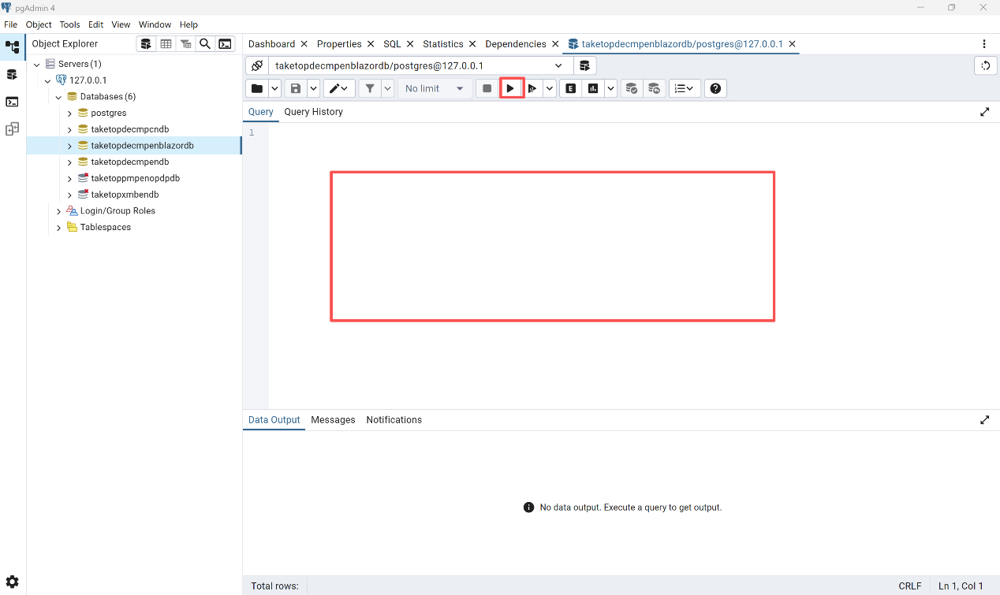 pgAdmin 4
File Object Tools Edit View Window Help
Object Explorer
Dashboard Properties SQL Statistics Dependencies taketopdecmpenblazordb/postgres@127.0.0.1
Servers (1)
127.0.0.1
Databases (6)
postgres
taketopdecmpcndb
taketopdecmpenblazordb
taketopdecmpendb
taketoppmpenopdpdb
taketopxmbendb
Login/Group Roles
Tablespaces
taketopdecmpenblazordb/postgres@127.0.0.1
No limit
E
Query Query History
1
Data Output Messages Notifications
No data output. Execute a query to get output.
Total rows:
CRLF Ln 1, Col 1